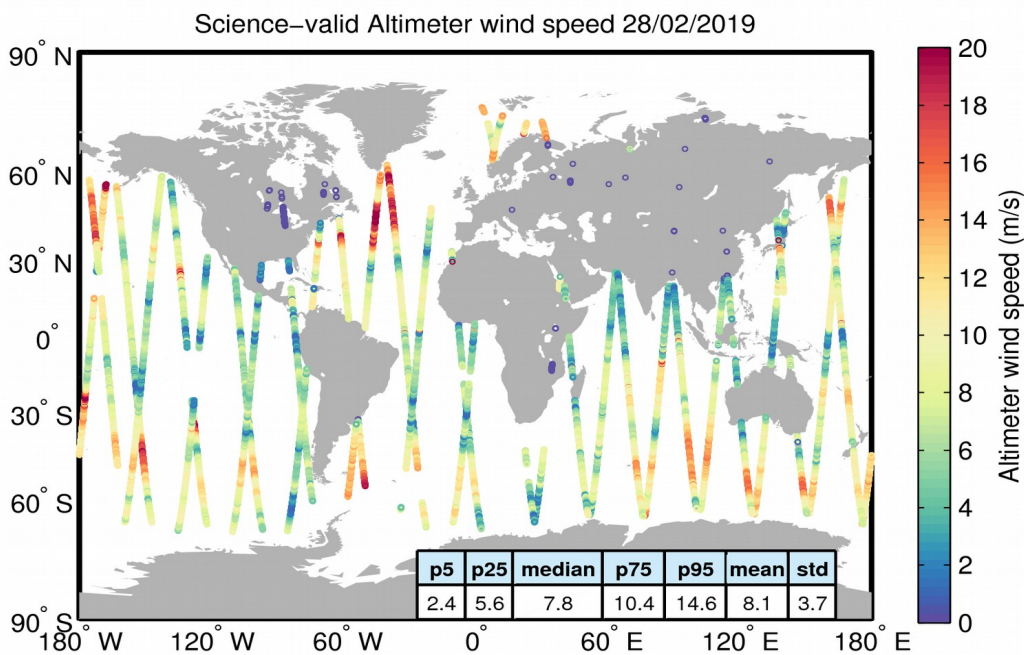 Science−valid Altimeter wind speed 28/02/2019
90° N
60° N
30° N
0°
30° S
60° S
90° S
180° W
120° W
60° W
0°
60° E
120° E
180° E
p5 p25 median p75 p95 mean std
2.4 5.6 7.8 10.4 14.6 8.1 3.7
20
18
16
14
12
10
8
6
4
2
0
Altimeter wind speed (m/s)